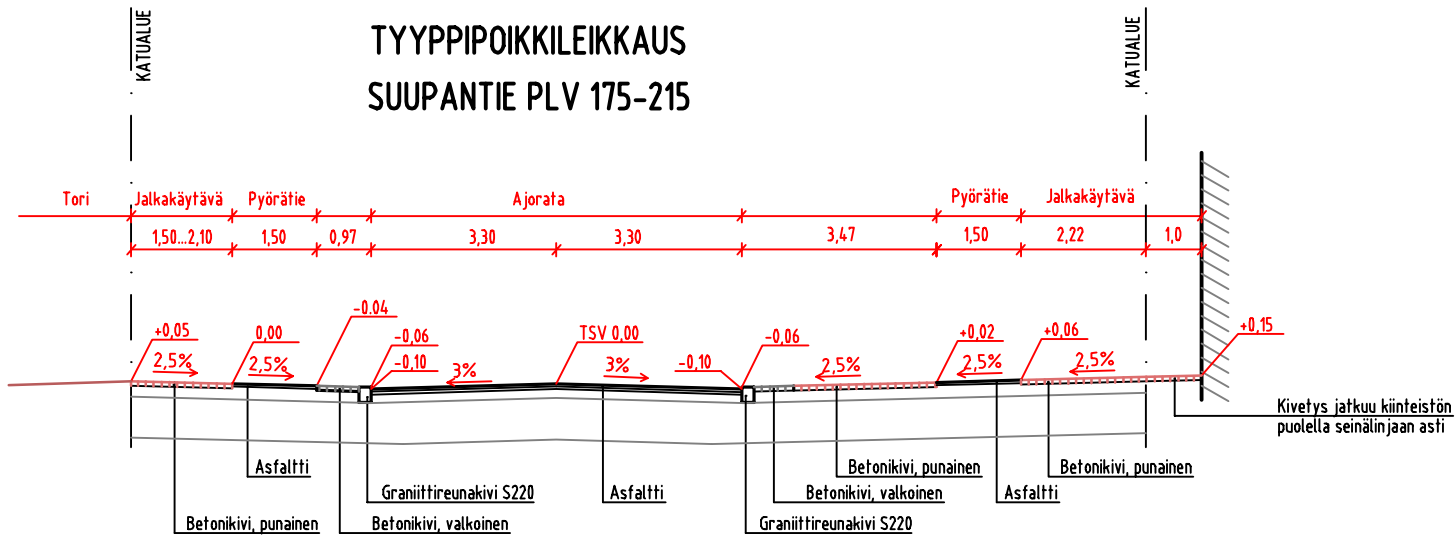 KATUALUE
TYYPPIPOIKKILEIKKAUS
SUUPANTIE PLV 175-215
KATUALUE
Tori Jalkakäytävä Pyörätie Ajorata Pyörätie Jalkakäytävä
1,50...2,10 1,50 0,97 3,30 3,30 3,47 1,50 2,22 1,0
+0,05 0,00 -0.04 -0,06 TSV 0,00 -0,06 +0,02 +0,06 +0,15
2,5% 2,5% -0,10 3% 3% -0,10 2,5% 2,5% 2,5%
Kivetys jatkuu kiinteistön
puolella seinälinjaan asti
Asfaltti Betonikivi, punainen Betonikivi, punainen
Graniittireunakivi S220 Asfaltti Betonikivi, valkoinen Asfaltti
Betonikivi, punainen Betonikivi, valkoinen Graniittireunakivi S220